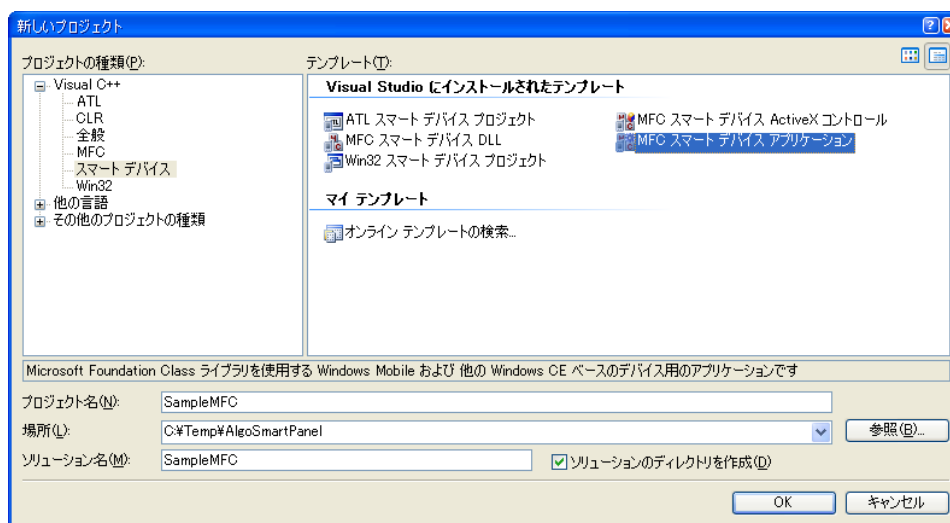 新しいプロジェクト
プロジェクトの種類(P):
Visual C++
ATL
CLR
全般
MFC
スマート デバイス
Win32
他の言語
その他のプロジェクトの種類
テンプレート(T):
Visual Studio にインストールされたテンプレート
ATL スマート デバイス プロジェクト
MFC スマート デバイス ActiveX コントロール
MFC スマート デバイス DLL
MFC スマート デバイス アプリケーション
Win32 スマート デバイス プロジェクト
マイ テンプレート
オンライン テンプレートの検索...
Microsoft Foundation Class ライブラリを使用する Windows Mobile および 他の Windows CE ベースのデバイス用のアプリケーションです
プロジェクト名(N): SampleMFC
場所(L): C:¥Temp¥AlgoSmartPanel 参照(B)...
ソリューション名(M): SampleMFC ソリューションのディレクトリを作成(D)
OK キャンセル